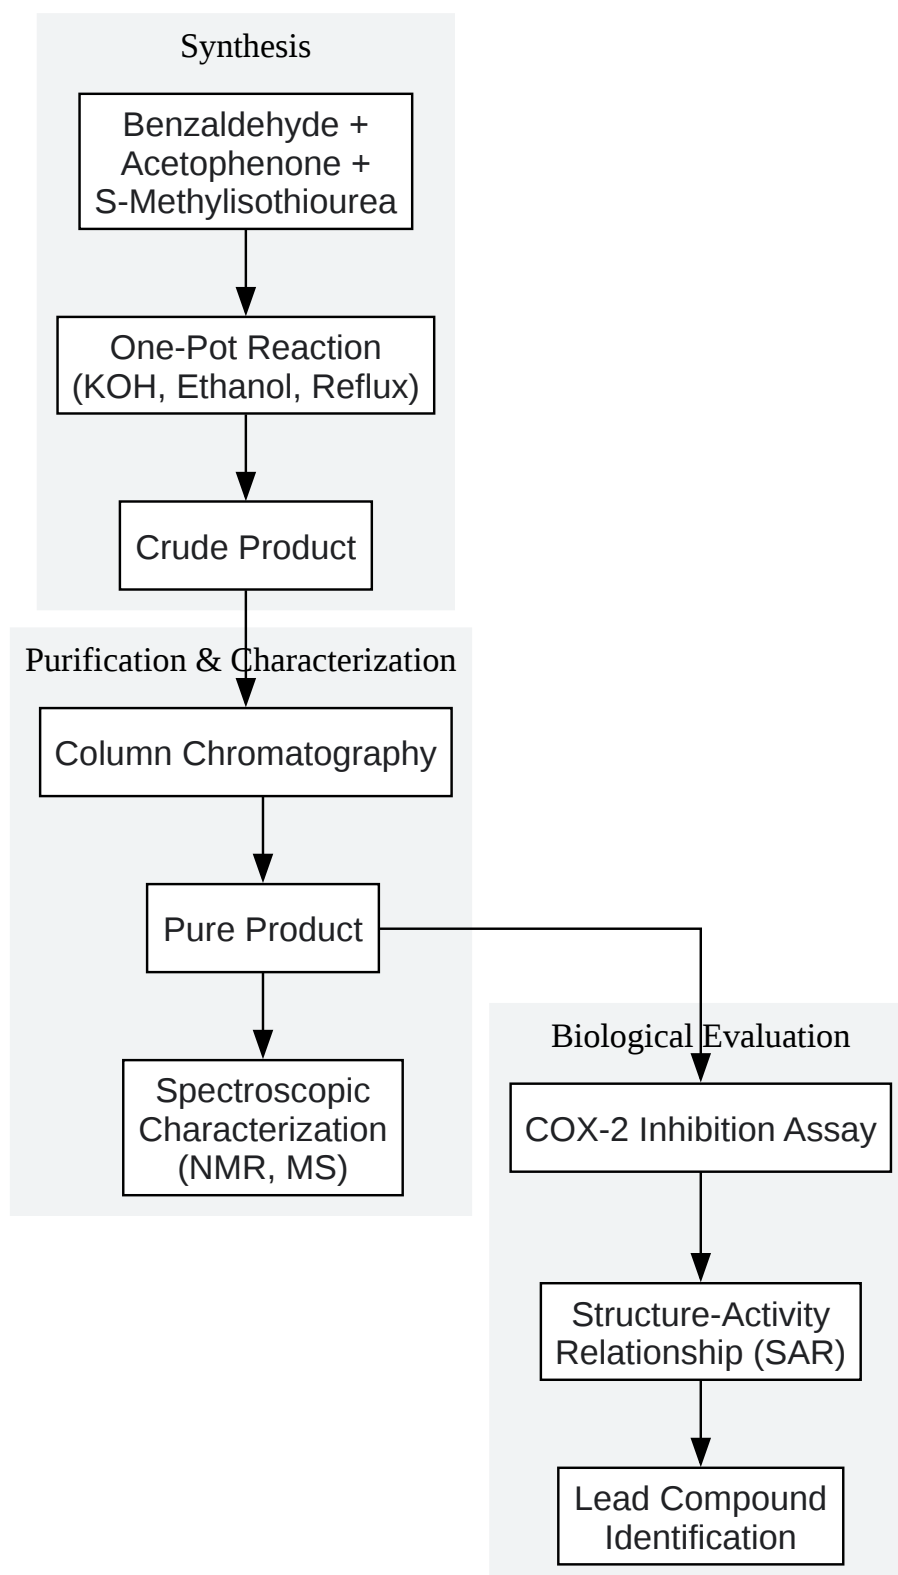 Synthesis
Benzaldehyde +
Acetophenone +
S-Methylisothiourea
One-Pot Reaction
(KOH, Ethanol, Reflux)
Crude Product
Purification & Characterization
Column Chromatography
Pure Product
Spectroscopic
Characterization
(NMR, MS)
Biological Evaluation
COX-2 Inhibition Assay
Structure-Activity
Relationship (SAR)
Lead Compound
Identification